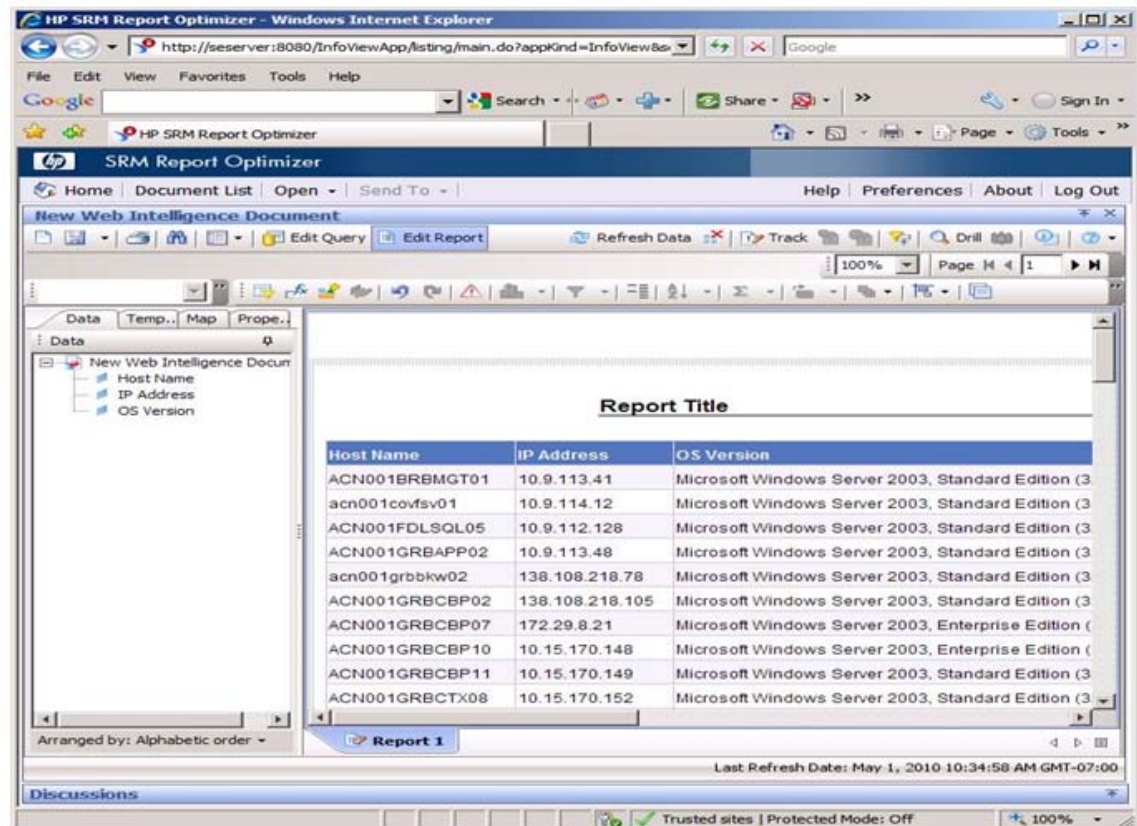 HP SRM Report Optimizer - Windows Internet Explorer
http://seserver:8080/InfoViewApp/listing/main.do?appKind=InfoView&s
Google
File Edit View Favorites Tools Help
Google Search Share Sign In
HP SRM Report Optimizer Page Tools
hp SRM Report Optimizer
Home Document List Open Send To Help Preferences About Log Out
New Web Intelligence Document
Edit Query Edit Report Refresh Data Track Drill
100% Page 1
Data Temp.. Map Prope..
Data
New Web Intelligence Docum
Host Name
IP Address
OS Version
Report Title
Host Name IP Address OS Version
ACN001BRBMGT01 10.9.113.41 Microsoft Windows Server 2003, Standard Edition (3
acn001covfsv01 10.9.114.12 Microsoft Windows Server 2003, Standard Edition (3
ACN001FDLSQL05 10.9.112.128 Microsoft Windows Server 2003, Standard Edition (3
ACN001GRBAPP02 10.9.113.48 Microsoft Windows Server 2003, Standard Edition (3
acn001grbbkw02 138.108.218.78 Microsoft Windows Server 2003, Standard Edition (3
ACN001GRBCBP02 138.108.218.105 Microsoft Windows Server 2003, Standard Edition (3
ACN001GRBCBP07 172.29.8.21 Microsoft Windows Server 2003, Enterprise Edition (
ACN001GRBCBP10 10.15.170.148 Microsoft Windows Server 2003, Enterprise Edition (
ACN001GRBCBP11 10.15.170.149 Microsoft Windows Server 2003, Standard Edition (3
ACN001GRBCTX08 10.15.170.152 Microsoft Windows Server 2003, Standard Edition (3
Arranged by: Alphabetic order
Report 1
Last Refresh Date: May 1, 2010 10:34:58 AM GMT-07:00
Discussions
Trusted sites | Protected Mode: Off 100%